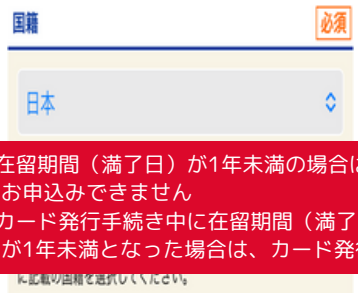 国籍
必須
日本
在留期間（満了日）が1年未満の場合
お申込みできません
カード発行手続き中に在留期間（満了
が1年未満となった場合は、カード発
に記載の国籍を選択してください。